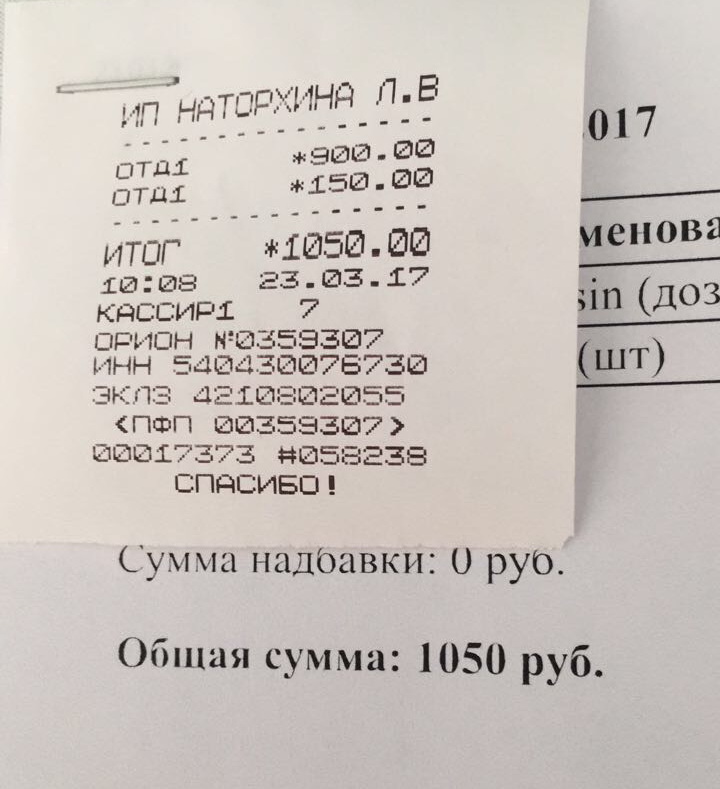 ИП НАТОРХИНА Л.В
ОТД1 *900.00
ОТД1 *150.00
ИТОГ *1050.00
10:08 23.03.17
КАССИР1 7
ОРИОН №0359307
ИНН 540430076730
ЭКЛЗ 4210802055
<ПФП 00359307>
00017373 #058238
СПАСИБО!
017
менова
sin (доз
(шт)
Сумма надбавки: 0 руб.
Общая сумма: 1050 руб.